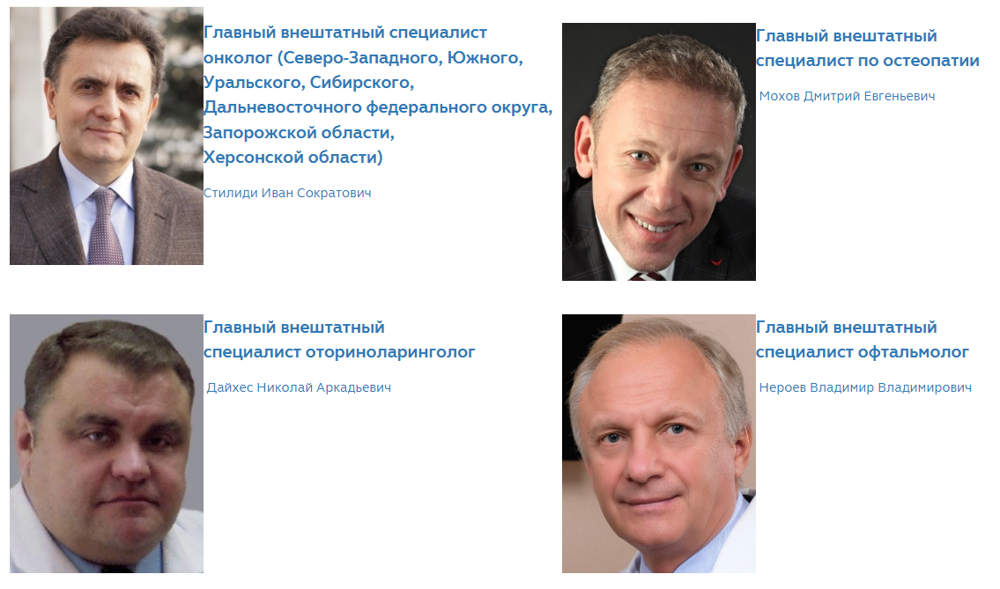 Главный внештатный специалист
онколог (Северо-Западного, Южного,
Уральского, Сибирского,
Дальневосточного федерального округа,
Запорожской области,
Херсонской области)
Стилиди Иван Сократович
Главный внештатный
специалист по остеопатии
Мохов Дмитрий Евгеньевич
Главный внештатный
специалист оториноларинголог
Дайхес Николай Аркадьевич
Главный внештатный
специалист офтальмолог
Нероев Владимир Владимирович